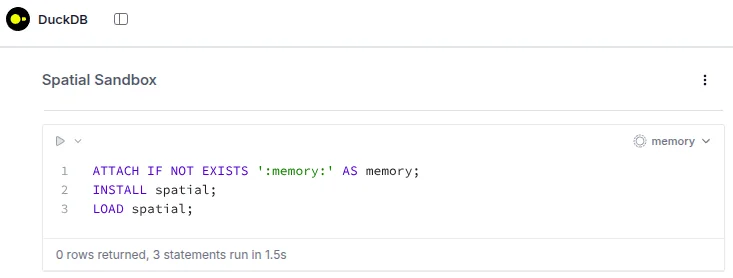 DuckDB
Spatial Sandbox
memory
1 ATTACH IF NOT EXISTS ':memory:' AS memory;
2 INSTALL spatial;
3 LOAD spatial;
0 rows returned, 3 statements run in 1.5s